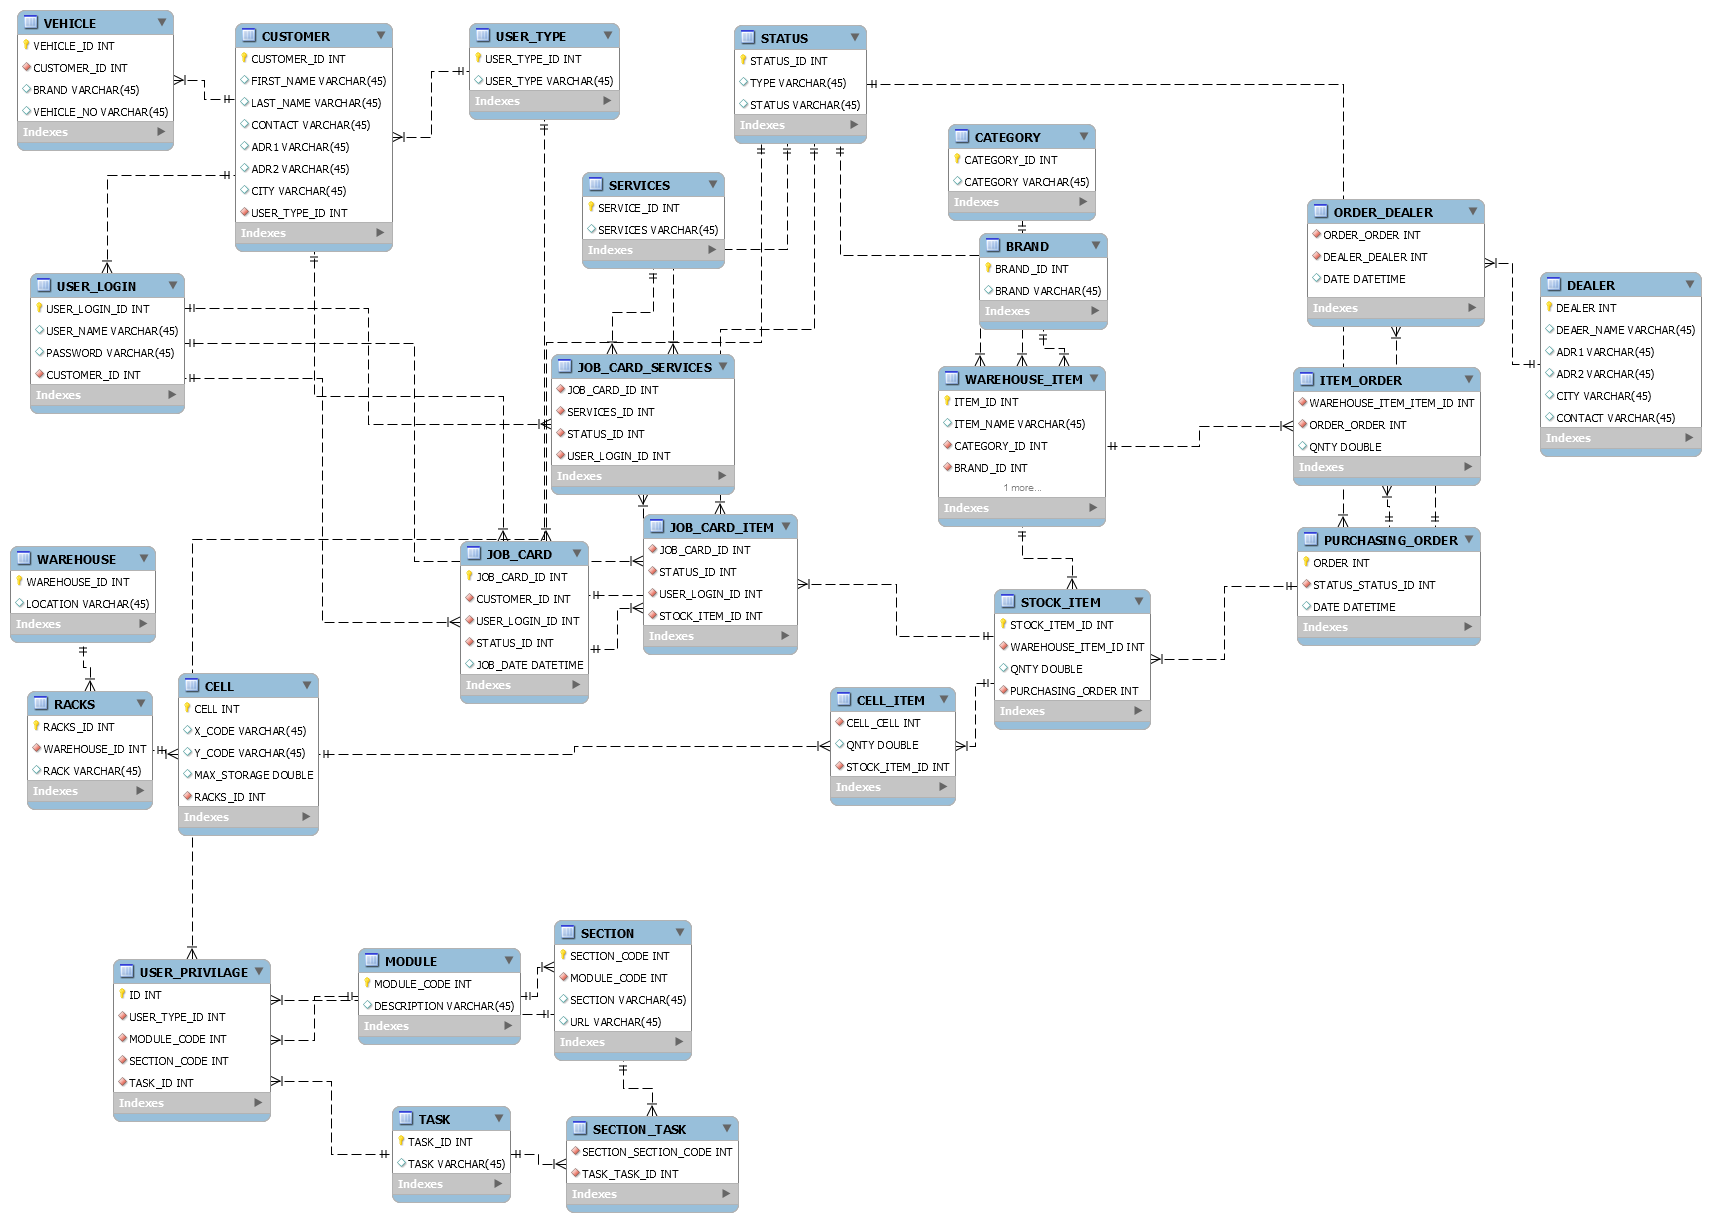 VEHICLE
VEHICLE_ID INT
CUSTOMER_ID INT
BRAND VARCHAR(45)
VEHICLE_NO VARCHAR(45)
Indexes
CUSTOMER
CUSTOMER_ID INT
FIRST_NAME VARCHAR(45)
LAST_NAME VARCHAR(45)
CONTACT VARCHAR(45)
ADR1 VARCHAR(45)
ADR2 VARCHAR(45)
CITY VARCHAR(45)
USER_TYPE_ID INT
Indexes
USER_TYPE
USER_TYPE_ID INT
USER_TYPE VARCHAR(45)
Indexes
STATUS
STATUS_ID INT
TYPE VARCHAR(45)
STATUS VARCHAR(45)
Indexes
CATEGORY
CATEGORY_ID INT
CATEGORY VARCHAR(45)
Indexes
SERVICES
SERVICE_ID INT
SERVICES VARCHAR(45)
Indexes
BRAND
BRAND_ID INT
BRAND VARCHAR(45)
Indexes
ORDER_DEALER
ORDER_ORDER INT
DEALER_DEALER INT
DATE DATETIME
Indexes
DEALER
DEALER INT
DEAER_NAME VARCHAR(45)
ADR1 VARCHAR(45)
ADR2 VARCHAR(45)
CITY VARCHAR(45)
CONTACT VARCHAR(45)
Indexes
USER_LOGIN
USER_LOGIN_ID INT
USER_NAME VARCHAR(45)
PASSWORD VARCHAR(45)
CUSTOMER_ID INT
Indexes
JOB_CARD_SERVICES
JOB_CARD_ID INT
SERVICES_ID INT
STATUS_ID INT
USER_LOGIN_ID INT
Indexes
WAREHOUSE_ITEM
ITEM_ID INT
ITEM_NAME VARCHAR(45)
CATEGORY_ID INT
BRAND_ID INT
1 more...
Indexes
ITEM_ORDER
WAREHOUSE_ITEM_ITEM_ID INT
ORDER_ORDER INT
QNTY DOUBLE
Indexes
WAREHOUSE
WAREHOUSE_ID INT
LOCATION VARCHAR(45)
Indexes
JOB_CARD
JOB_CARD_ID INT
CUSTOMER_ID INT
USER_LOGIN_ID INT
STATUS_ID INT
JOB_DATE DATETIME
Indexes
JOB_CARD_ITEM
JOB_CARD_ID INT
STATUS_ID INT
USER_LOGIN_ID INT
STOCK_ITEM_ID INT
Indexes
PURCHASING_ORDER
ORDER INT
STATUS_STATUS_ID INT
DATE DATETIME
Indexes
STOCK_ITEM
STOCK_ITEM_ID INT
WAREHOUSE_ITEM_ID INT
QNTY DOUBLE
PURCHASING_ORDER INT
Indexes
RACKS
RACKS_ID INT
WAREHOUSE_ID INT
RACK VARCHAR(45)
Indexes
CELL
CELL INT
X_CODE VARCHAR(45)
Y_CODE VARCHAR(45)
MAX_STORAGE DOUBLE
RACKS_ID INT
Indexes
CELL_ITEM
CELL_CELL INT
QNTY DOUBLE
STOCK_ITEM_ID INT
Indexes
USER_PRIVILAGE
ID INT
USER_TYPE_ID INT
MODULE_CODE INT
SECTION_CODE INT
TASK_ID INT
Indexes
MODULE
MODULE_CODE INT
DESCRIPTION VARCHAR(45)
Indexes
SECTION
SECTION_CODE INT
MODULE_CODE INT
SECTION VARCHAR(45)
URL VARCHAR(45)
Indexes
TASK
TASK_ID INT
TASK VARCHAR(45)
Indexes
SECTION_TASK
SECTION_SECTION_CODE INT
TASK_TASK_ID INT
Indexes